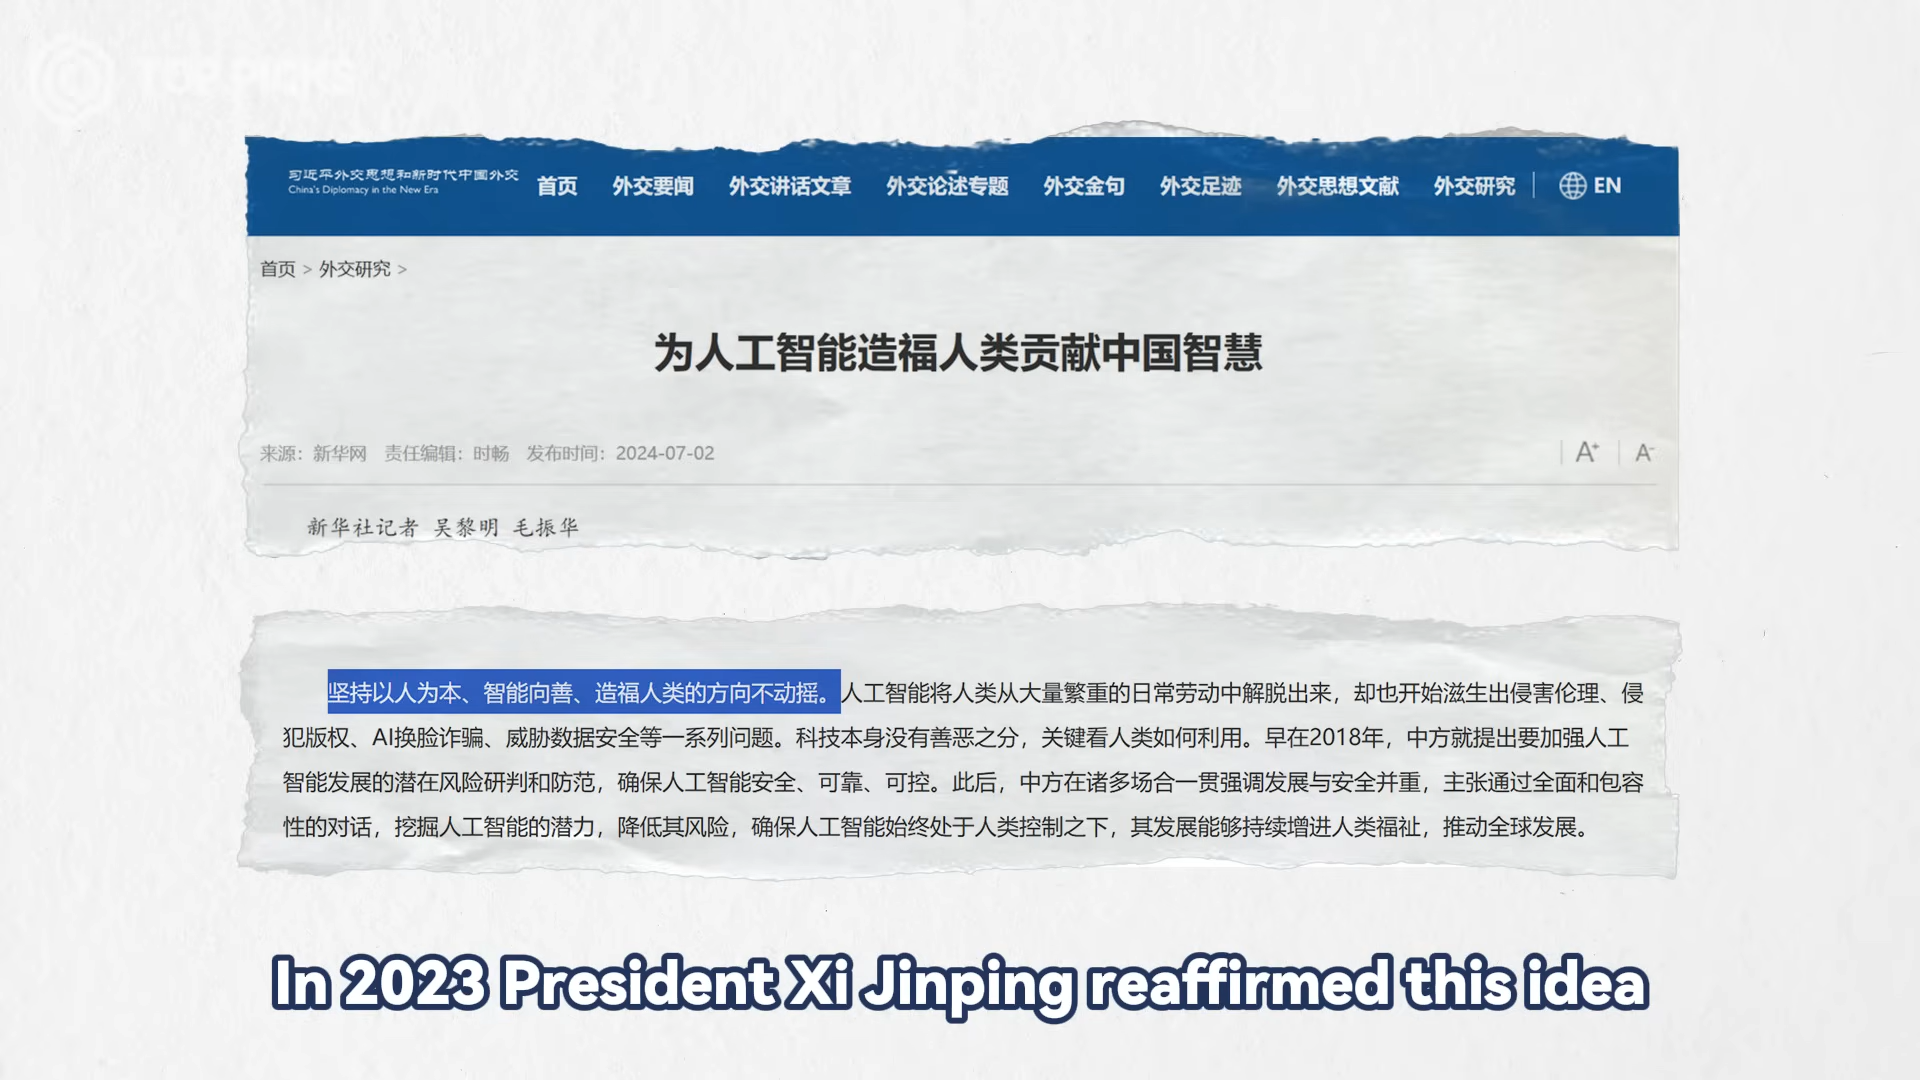 TOP PICKS
习近平外交思想和新时代中国外交
China's Diplomacy in the New Era
首页 外交要闻 外交讲话文章 外交论述专题 外交金句 外交足迹 外交思想文献 外交研究 EN
首页 > 外交研究 >
为人工智能造福人类贡献中国智慧
来源：新华网 责任编辑：时畅 发布时间：2024-07-02 A+ A-
新华社记者 吴黎明 毛振华
坚持以人为本、智能向善、造福人类的方向不动摇。人工智能将人类从大量繁重的日常劳动中解脱出来，却也开始滋生出侵害伦理、侵
犯版权、AI换脸诈骗、威胁数据安全等一系列问题。科技本身没有善恶之分，关键看人类如何利用。早在2018年，中方就提出要加强人工
智能发展的潜在风险研判和防范，确保人工智能安全、可靠、可控。此后，中方在诸多场合一贯强调发展与安全并重，主张通过全面和包容
性的对话，挖掘人工智能的潜力，降低其风险，确保人工智能始终处于人类控制之下，其发展能够持续增进人类福祉，推动全球发展。
In 2023 President Xi Jinping reaffirmed this idea